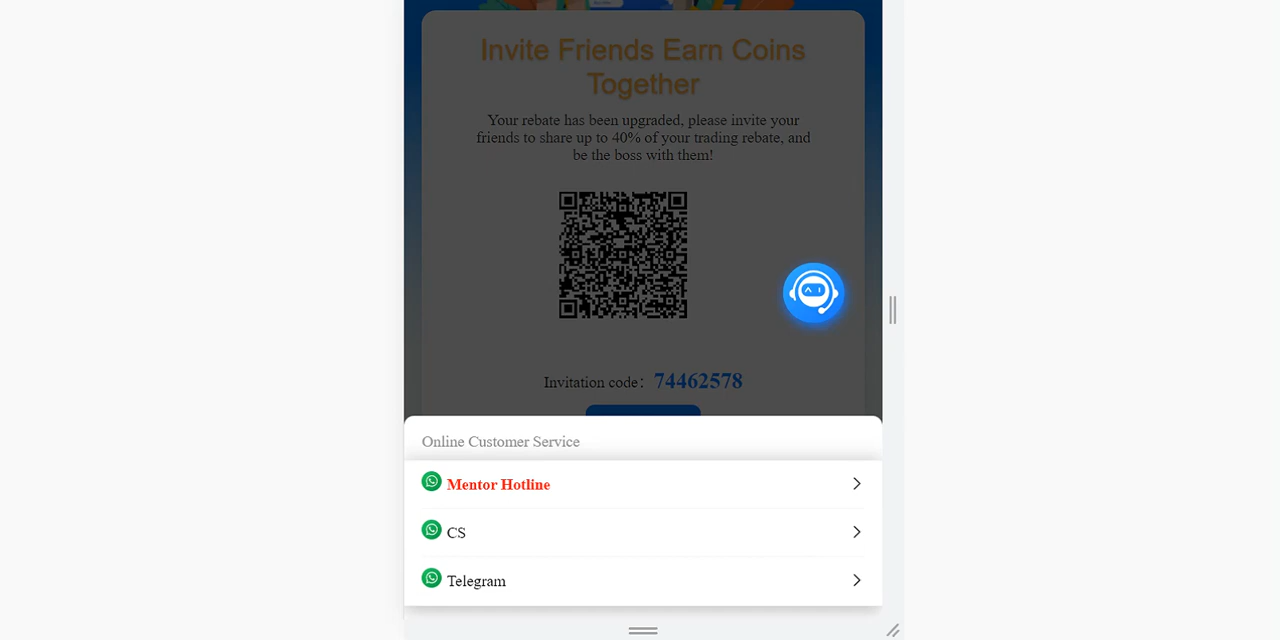 Invite Friends Earn Coins
Together
Your rebate has been upgraded, please invite your
friends to share up to 40% of your trading rebate, and
be the boss with them!
Invitation code： 74462578
Online Customer Service
Mentor Hotline
CS
Telegram